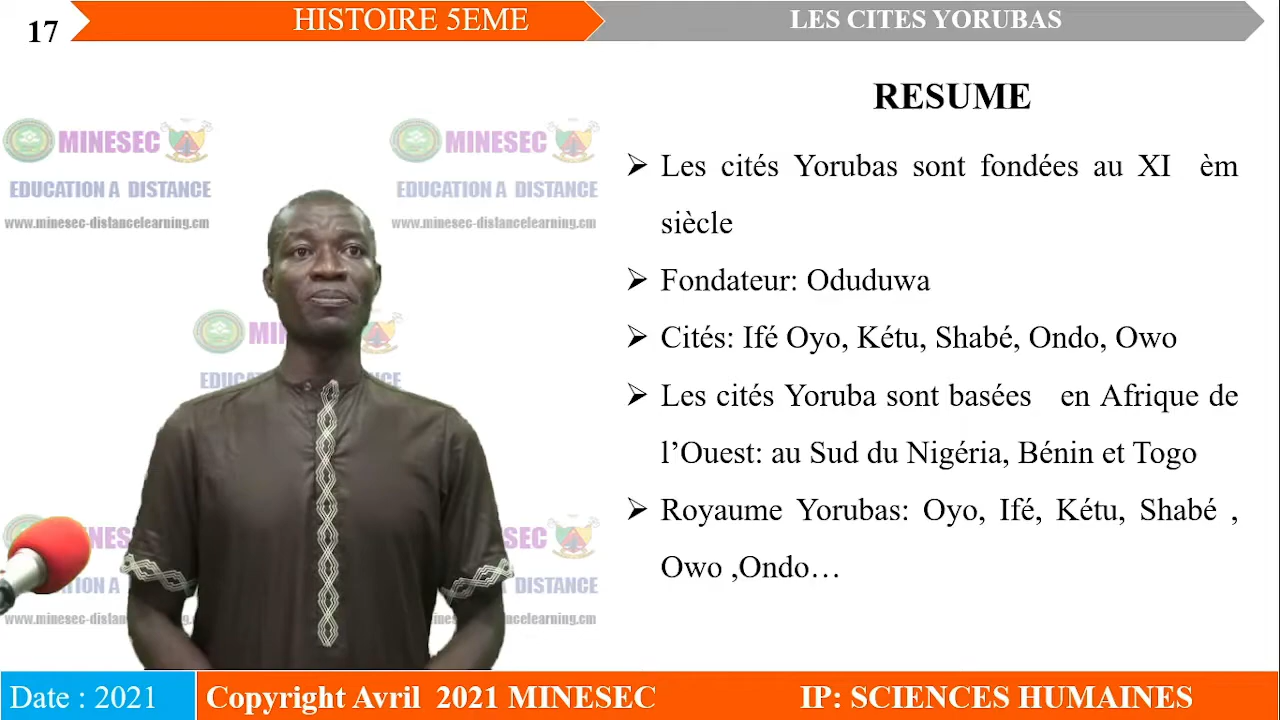 17
HISTOIRE 5EME
LES CITES YORUBAS
RESUME
Les cités Yorubas sont fondées au XI èm
siècle
Fondateur: Oduduwa
Cités: Ifé Oyo, Kétu, Shabé, Ondo, Owo
Les cités Yoruba sont basées en Afrique de
l’Ouest: au Sud du Nigéria, Bénin et Togo
Royaume Yorubas: Oyo, Ifé, Kétu, Shabé ,
Owo ,Ondo…
MINESEC
EDUCATION A DISTANCE
www.minesec-distancelearning.cm
MINESEC
EDUCATION A DISTANCE
www.minesec-distancelearning.cm
Date : 2021
Copyright Avril 2021 MINESEC
IP: SCIENCES HUMAINES